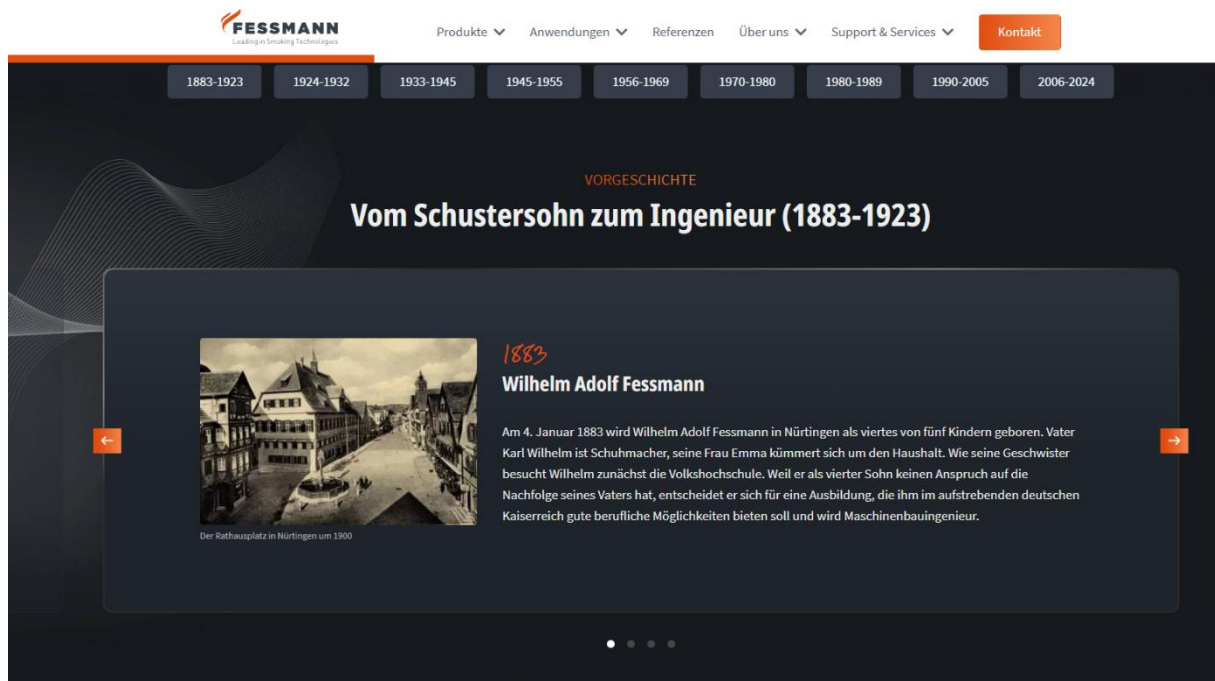 FESSMANN
Leading in Smoking Technologies
Produkte
Anwendungen
Referenzen
Über uns
Support & Services
Kontakt
1883-1923
1924-1932
1933-1945
1945-1955
1956-1969
1970-1980
1980-1989
1990-2005
2006-2024
VORGESCHICHTE
Vom Schustersohn zum Ingenieur (1883-1923)
1883
Wilhelm Adolf Fessmann
Am 4. Januar 1883 wird Wilhelm Adolf Fessmann in Nürtingen als viertes von fünf Kindern geboren. Vater
Karl Wilhelm ist Schuhmacher, seine Frau Emma kümmert sich um den Haushalt. Wie seine Geschwister
besucht Wilhelm zunächst die Volkshochschule. Weil er als vierter Sohn keinen Anspruch auf die
Nachfolge seines Vaters hat, entscheidet er sich für eine Ausbildung, die ihm im aufstrebenden deutschen
Kaiserreich gute berufliche Möglichkeiten bieten soll und wird Maschinenbauingenieur.
Der Rathausplatz in Nürtingen um 1900